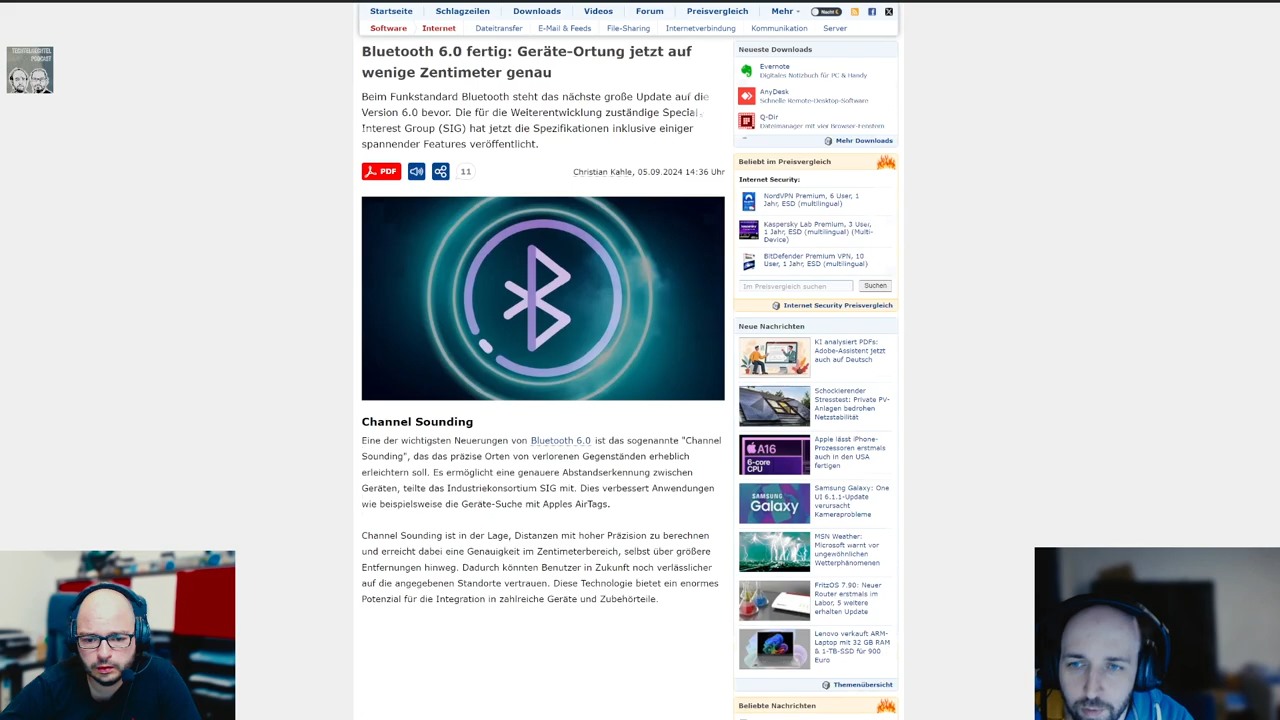 Startseite Schlagzeilen Downloads Videos Forum Preisvergleich Mehr Nacht
Software Internet Dateitransfer E-Mail & Feeds File-Sharing Internetverbindung Kommunikation Server
TECHTELMECHTEL
PODCAST
Bluetooth 6.0 fertig: Geräte-Ortung jetzt auf
wenige Zentimeter genau
Beim Funkstandard Bluetooth steht das nächste große Update auf die
Version 6.0 bevor. Die für die Weiterentwicklung zuständige Special
Interest Group (SIG) hat jetzt die Spezifikationen inklusive einiger
spannender Features veröffentlicht.
PDF 11 Christian Kahle, 05.09.2024 14:36 Uhr
Channel Sounding
Eine der wichtigsten Neuerungen von Bluetooth 6.0 ist das sogenannte "Channel
Sounding", das das präzise Orten von verlorenen Gegenständen erheblich
erleichtern soll. Es ermöglicht eine genauere Abstandserkennung zwischen
Geräten, teilte das Industriekonsortium SIG mit. Dies verbessert Anwendungen
wie beispielsweise die Geräte-Suche mit Apples AirTags.
Channel Sounding ist in der Lage, Distanzen mit hoher Präzision zu berechnen
und erreicht dabei eine Genauigkeit im Zentimeterbereich, selbst über größere
Entfernungen hinweg. Dadurch könnten Benutzer in Zukunft noch verlässlicher
auf die angegebenen Standorte vertrauen. Diese Technologie bietet ein enormes
Potenzial für die Integration in zahlreiche Geräte und Zubehörteile.
Neueste Downloads
Evernote
Digitales Notizbuch für PC & Handy
AnyDesk
Schnelle Remote-Desktop-Software
Q-Dir
Dateimanager mit vier Browser-Fenstern
Mehr Downloads
Beliebt im Preisvergleich
Internet Security:
NordVPN Premium, 6 User, 1
Jahr, ESD (multilingual)
Kaspersky Lab Premium, 3 User,
1 Jahr, ESD (multilingual) (Multi-
Device)
BitDefender Premium VPN, 10
User, 1 Jahr, ESD (multilingual)
Im Preisvergleich suchen Suchen
Internet Security Preisvergleich
Neue Nachrichten
KI analysiert PDFs:
Adobe-Assistent jetzt
auch auf Deutsch
Schockierender
Stresstest: Private PV-
Anlagen bedrohen
Netzstabilität
A16
6-core
CPU
Apple lässt iPhone-
Prozessoren erstmals
auch in den USA
fertigen
SAMSUNG
Galaxy
Samsung Galaxy: One
UI 6.1.1-Update
verursacht
Kameraprobleme
MSN Weather:
Microsoft warnt vor
ungewöhnlichen
Wetterphänomenen
FritzOS 7.90: Neuer
Router erstmals im
Labor, 5 weitere
erhalten Update
Lenovo verkauft ARM-
Laptop mit 32 GB RAM
& 1-TB-SSD für 900
Euro
Themenübersicht
Beliebte Nachrichten